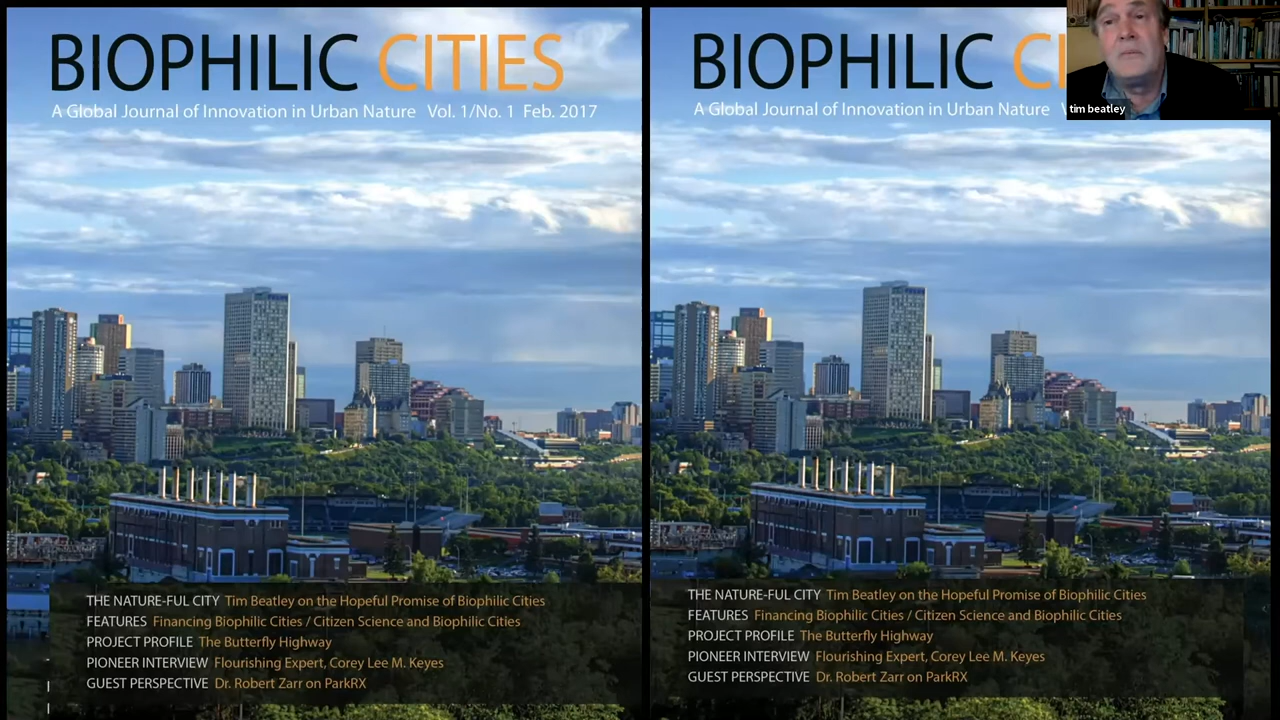 BIOPHILIC CITIES
A Global Journal of Innovation in Urban Nature Vol. 1/No. 1 Feb. 2017
THE NATURE-FUL CITY Tim Beatley on the Hopeful Promise of Biophilic Cities
FEATURES Financing Biophilic Cities / Citizen Science and Biophilic Cities
PROJECT PROFILE The Butterfly Highway
PIONEER INTERVIEW Flourishing Expert, Corey Lee M. Keyes
GUEST PERSPECTIVE Dr. Robert Zarr on ParkRX
BIOPHILIC CI
A Global Journal of Innovation in Urban Nature V
tim beatley
THE NATURE-FUL CITY Tim Beatley on the Hopeful Promise of Biophilic Cities
FEATURES Financing Biophilic Cities / Citizen Science and Biophilic Cities
PROJECT PROFILE The Butterfly Highway
PIONEER INTERVIEW Flourishing Expert, Corey Lee M. Keyes
GUEST PERSPECTIVE Dr. Robert Zarr on ParkRX